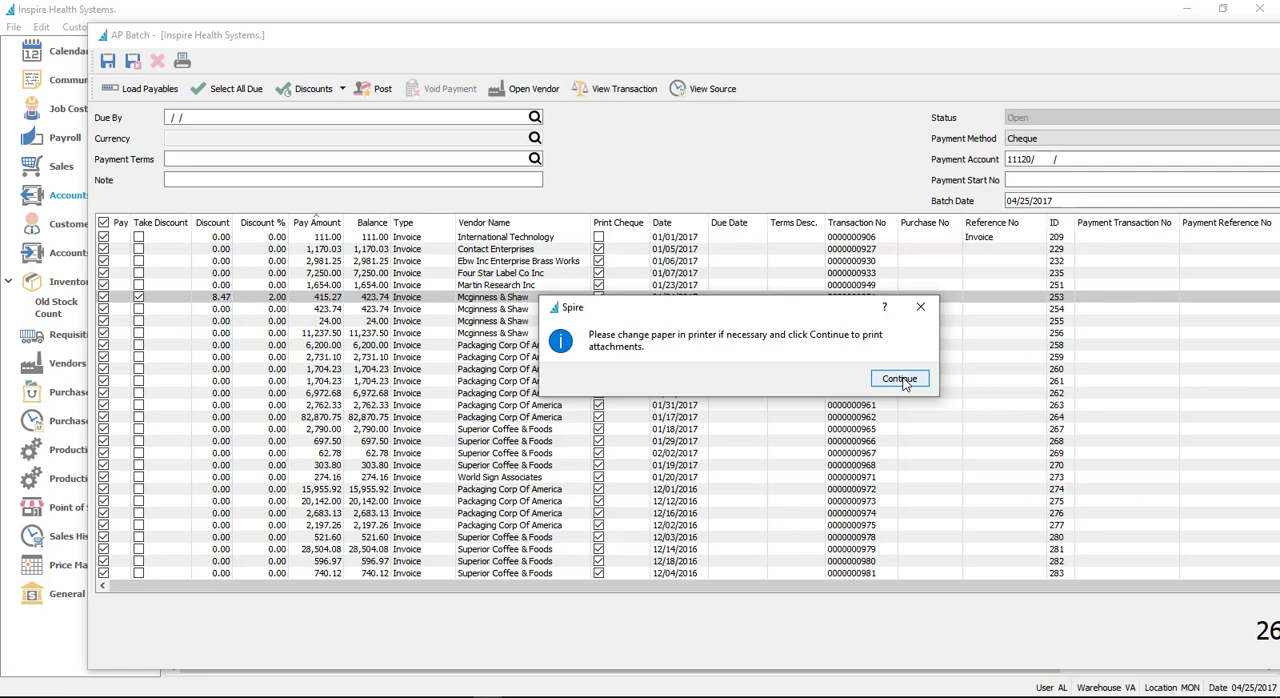 Inspire Health Systems.
File Edit Custo
AP Batch - [Inspire Health Systems.]
Load Payables Select All Due Discounts Post Void Payment Open Vendor View Transaction View Source
Calenda
Commun
Job Cost
Payroll
Sales
Accounts
Custome
Accounts
Invento
Old Stock
Count
Requisiti
Vendors
Purchas
Purchas
Producti
Producti
Point of
Sales His
Price Ma
General
Due By / /
Currency
Payment Terms
Note
Status Open
Payment Method Cheque
Payment Account 11120/ /
Payment Start No
Batch Date 04/25/2017
Pay Take Discount Discount Discount % Pay Amount Balance Type Vendor Name Print Cheque Date Due Date Terms Desc. Transaction No Purchase No Reference No ID Payment Transaction No Payment Reference No
0.00 0.00 111.00 111.00 Invoice International Technology 01/01/2017 0000000906 Invoice 209
0.00 0.00 1,170.03 1,170.03 Invoice Contact Enterprises 01/05/2017 0000000927 229
0.00 0.00 2,981.25 2,981.25 Invoice Ebw Inc Enterprise Brass Works 01/06/2017 0000000930 232
0.00 0.00 7,250.00 7,250.00 Invoice Four Star Label Co Inc 01/07/2017 0000000933 235
0.00 0.00 1,654.00 1,654.00 Invoice Martin Research Inc 01/23/2017 0000000949 251
8.47 2.00 415.27 423.74 Invoice Mcginness & Shaw 253
0.00 0.00 423.74 423.74 Invoice Mcginness & Shaw 254
0.00 0.00 24.00 24.00 Invoice Mcginness & Shaw 255
0.00 0.00 11,237.50 11,237.50 Invoice Mcginness & Shaw 256
0.00 0.00 6,200.00 6,200.00 Invoice Packaging Corp Of A 258
0.00 0.00 2,731.10 2,731.10 Invoice Packaging Corp Of A 259
0.00 0.00 1,704.23 1,704.23 Invoice Packaging Corp Of A 260
0.00 0.00 1,704.23 1,704.23 Invoice Packaging Corp Of A 261
0.00 0.00 6,972.68 6,972.68 Invoice Packaging Corp Of A 262
0.00 0.00 2,762.33 2,762.33 Invoice Packaging Corp Of America 01/31/2017 0000000961 263
0.00 0.00 82,870.75 82,870.75 Invoice Packaging Corp Of America 01/17/2017 0000000962 264
0.00 0.00 2,790.00 2,790.00 Invoice Superior Coffee & Foods 01/18/2017 0000000965 267
0.00 0.00 697.50 697.50 Invoice Superior Coffee & Foods 01/29/2017 0000000966 268
0.00 0.00 62.78 62.78 Invoice Superior Coffee & Foods 02/02/2017 0000000967 269
0.00 0.00 303.80 303.80 Invoice Superior Coffee & Foods 01/19/2017 0000000968 270
0.00 0.00 274.16 274.16 Invoice World Sign Associates 01/20/2017 0000000971 273
0.00 0.00 15,955.92 15,955.92 Invoice Packaging Corp Of America 12/01/2016 0000000972 274
0.00 0.00 20,142.00 20,142.00 Invoice Packaging Corp Of America 12/12/2016 0000000973 275
0.00 0.00 2,683.13 2,683.13 Invoice Packaging Corp Of America 12/16/2016 0000000974 276
0.00 0.00 2,197.26 2,197.26 Invoice Packaging Corp Of America 12/02/2016 0000000975 277
0.00 0.00 521.60 521.60 Invoice Superior Coffee & Foods 12/03/2016 0000000978 280
0.00 0.00 28,504.08 28,504.08 Invoice Superior Coffee & Foods 12/14/2016 0000000979 281
0.00 0.00 596.97 596.97 Invoice Superior Coffee & Foods 12/18/2016 0000000980 282
0.00 0.00 740.12 740.12 Invoice Superior Coffee & Foods 12/04/2016 0000000981 283
Spire
Please change paper in printer if necessary and click Continue to print
attachments.
Continue
26
User AL Warehouse VA Location MON Date 04/25/2017